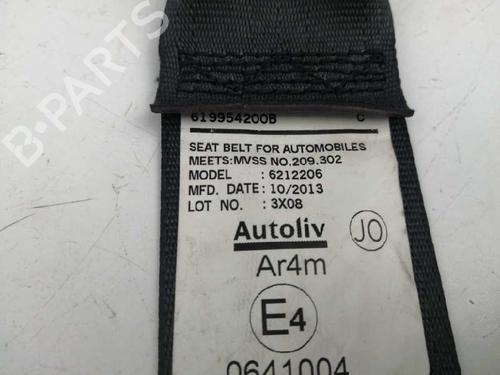 619954200B C
SEAT BELT FOR AUTOMOBILES
MEETS:MVSS NO.209.302
MODEL : 6212206
MFD. DATE: 10/2013
LOT NO. : 3X08
Autoliv JO
Ar4m
E4
0641004
B-PARTS